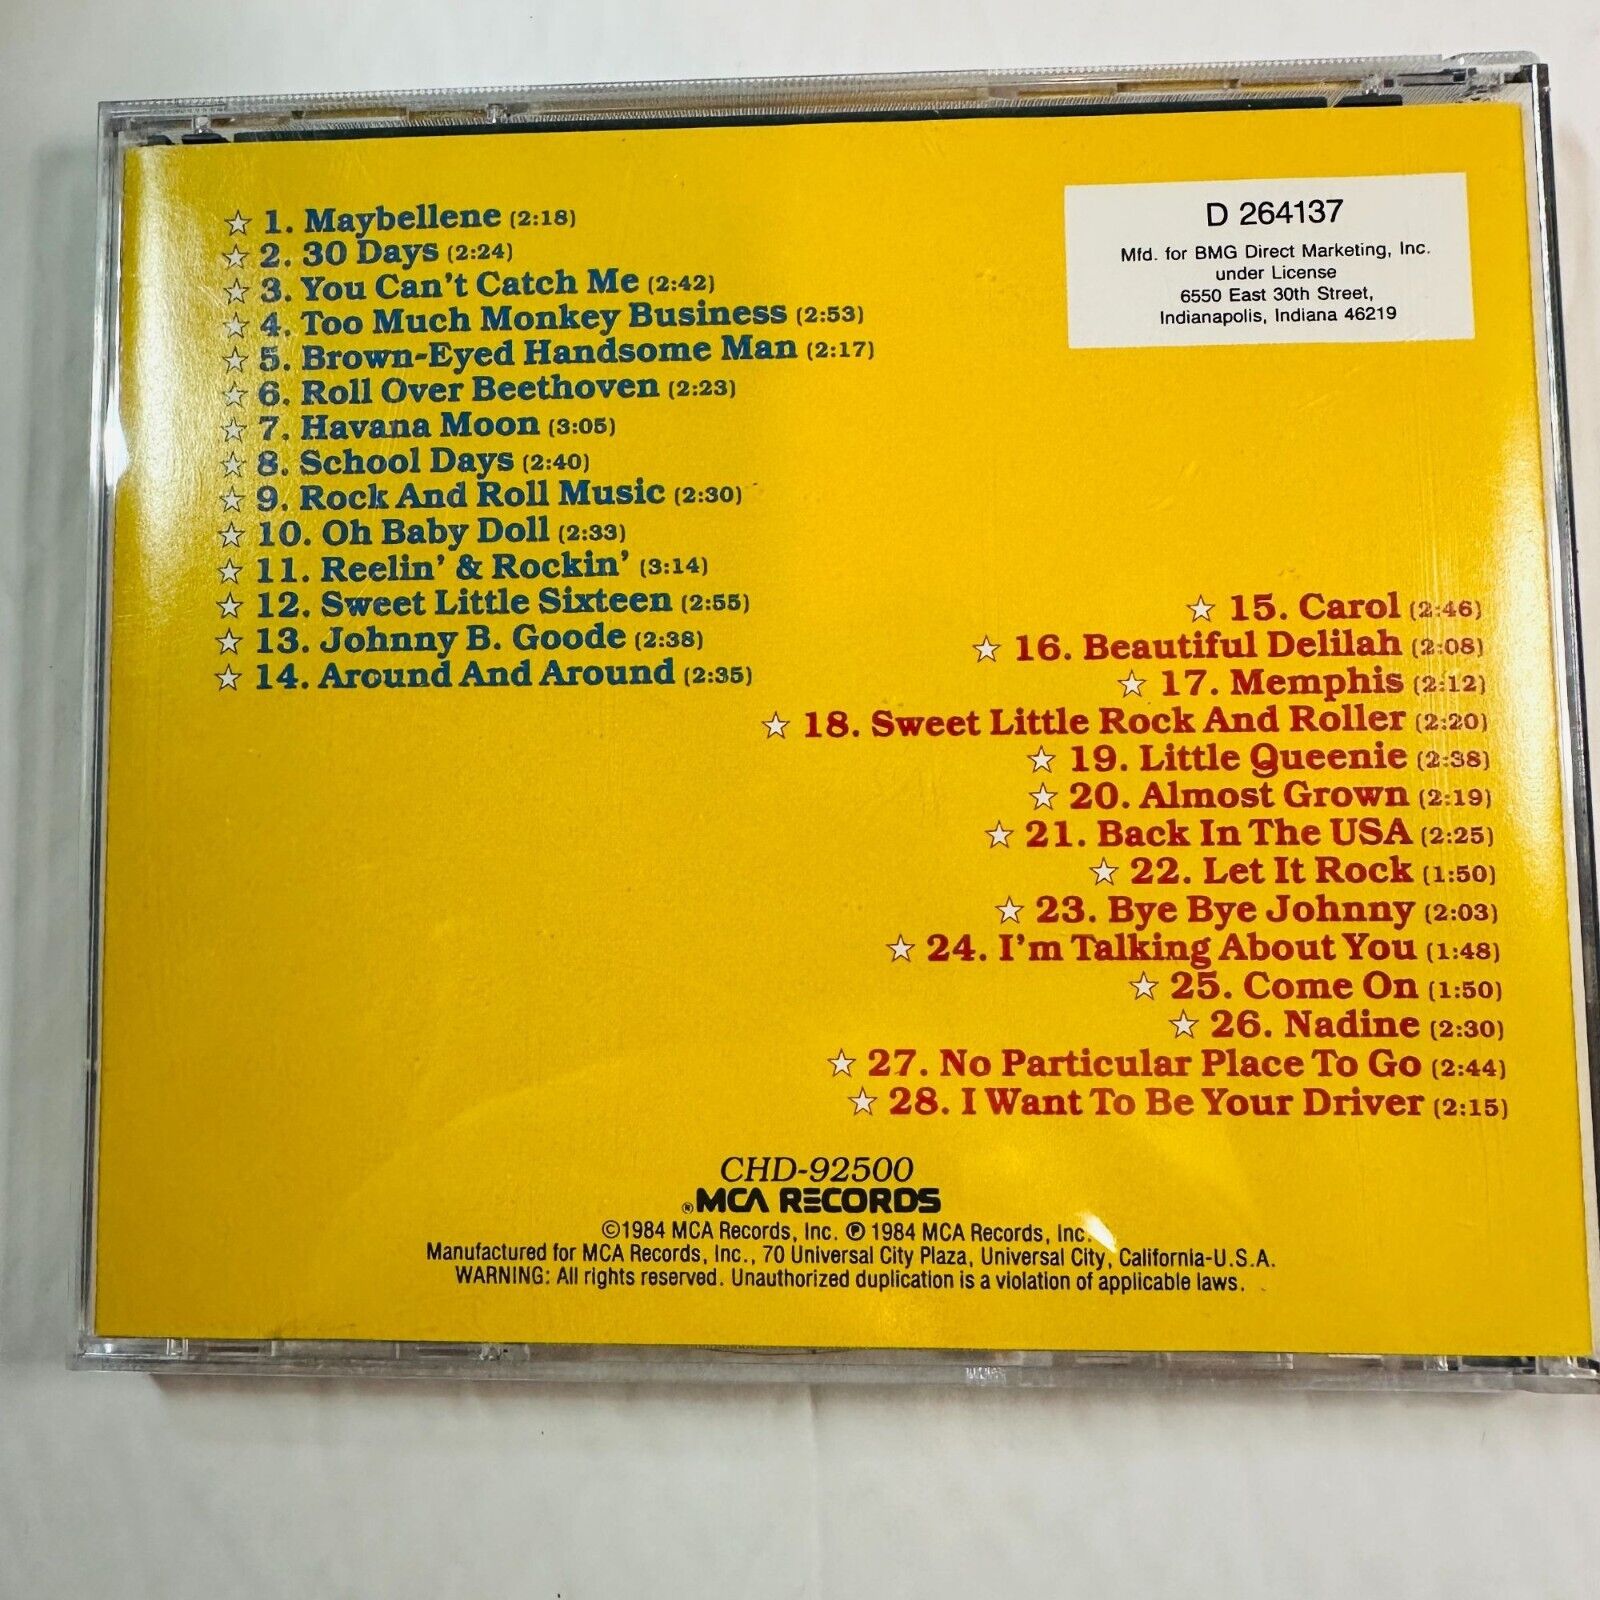 1. Maybellene (2:18)
2. 30 Days (2:24)
3. You Can't Catch Me (2:42)
4. Too Much Monkey Business (2:53)
5. Brown-Eyed Handsome Man (2:17)
6. Roll Over Beethoven (2:23)
7. Havana Moon (3:05)
8. School Days (2:40)
9. Rock And Roll Music (2:30)
10. Oh Baby Doll (2:33)
11. Reelin' & Rockin' (3:14)
12. Sweet Little Sixteen (2:55)
13. Johnny B. Goode (2:38)
14. Around And Around (2:35)
D 264137
Mfd. for BMG Direct Marketing, Inc.
under License
6550 East 30th Street,
Indianapolis, Indiana 46219
15. Carol (2:46)
16. Beautiful Delilah (2:08)
17. Memphis (2:12)
18. Sweet Little Rock And Roller (2:20)
19. Little Queenie (2:38)
20. Almost Grown (2:19)
21. Back In The USA (2:25)
22. Let It Rock (1:50)
23. Bye Bye Johnny (2:03)
24. I'm Talking About You (1:48)
25. Come On (1:50)
26. Nadine (2:30)
27. No Particular Place To Go (2:44)
28. I Want To Be Your Driver (2:15)
CHD-92500
® MCA RECORDS
©1984 MCA Records, Inc. ℗ 1984 MCA Records, Inc.
Manufactured for MCA Records, Inc., 70 Universal City Plaza, Universal City, California-U.S.A.
WARNING: All rights reserved. Unauthorized duplication is a violation of applicable laws.